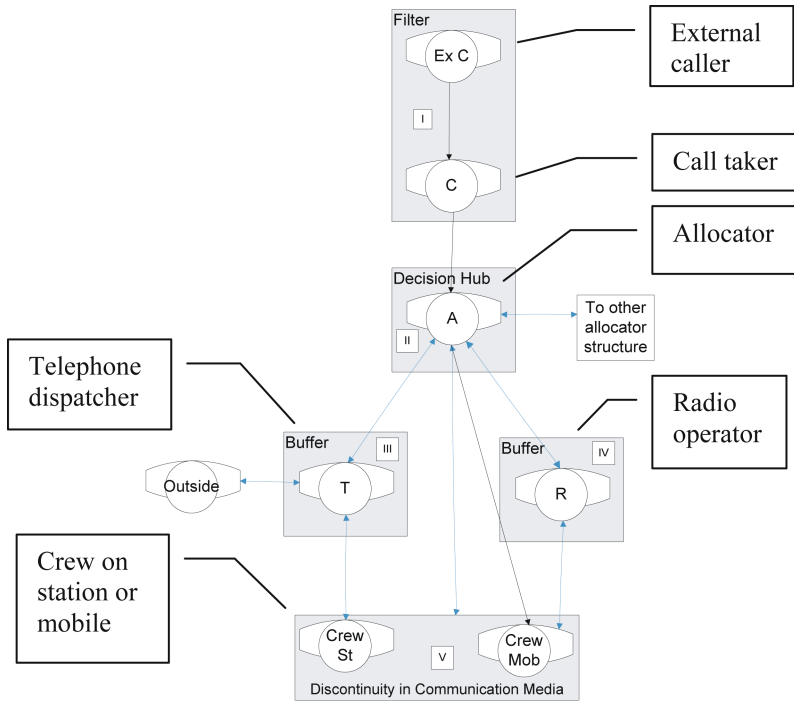 Filter
Ex C
External
caller
I
C
Call taker
Allocator
Decision Hub
A
II
To other
allocator
structure
Telephone
dispatcher
Radio
operator
Buffer
III
T
Outside
Buffer
IV
R
Crew on
station or
mobile
Crew
St
V
Crew
Mob
Discontinuity in Communication Media